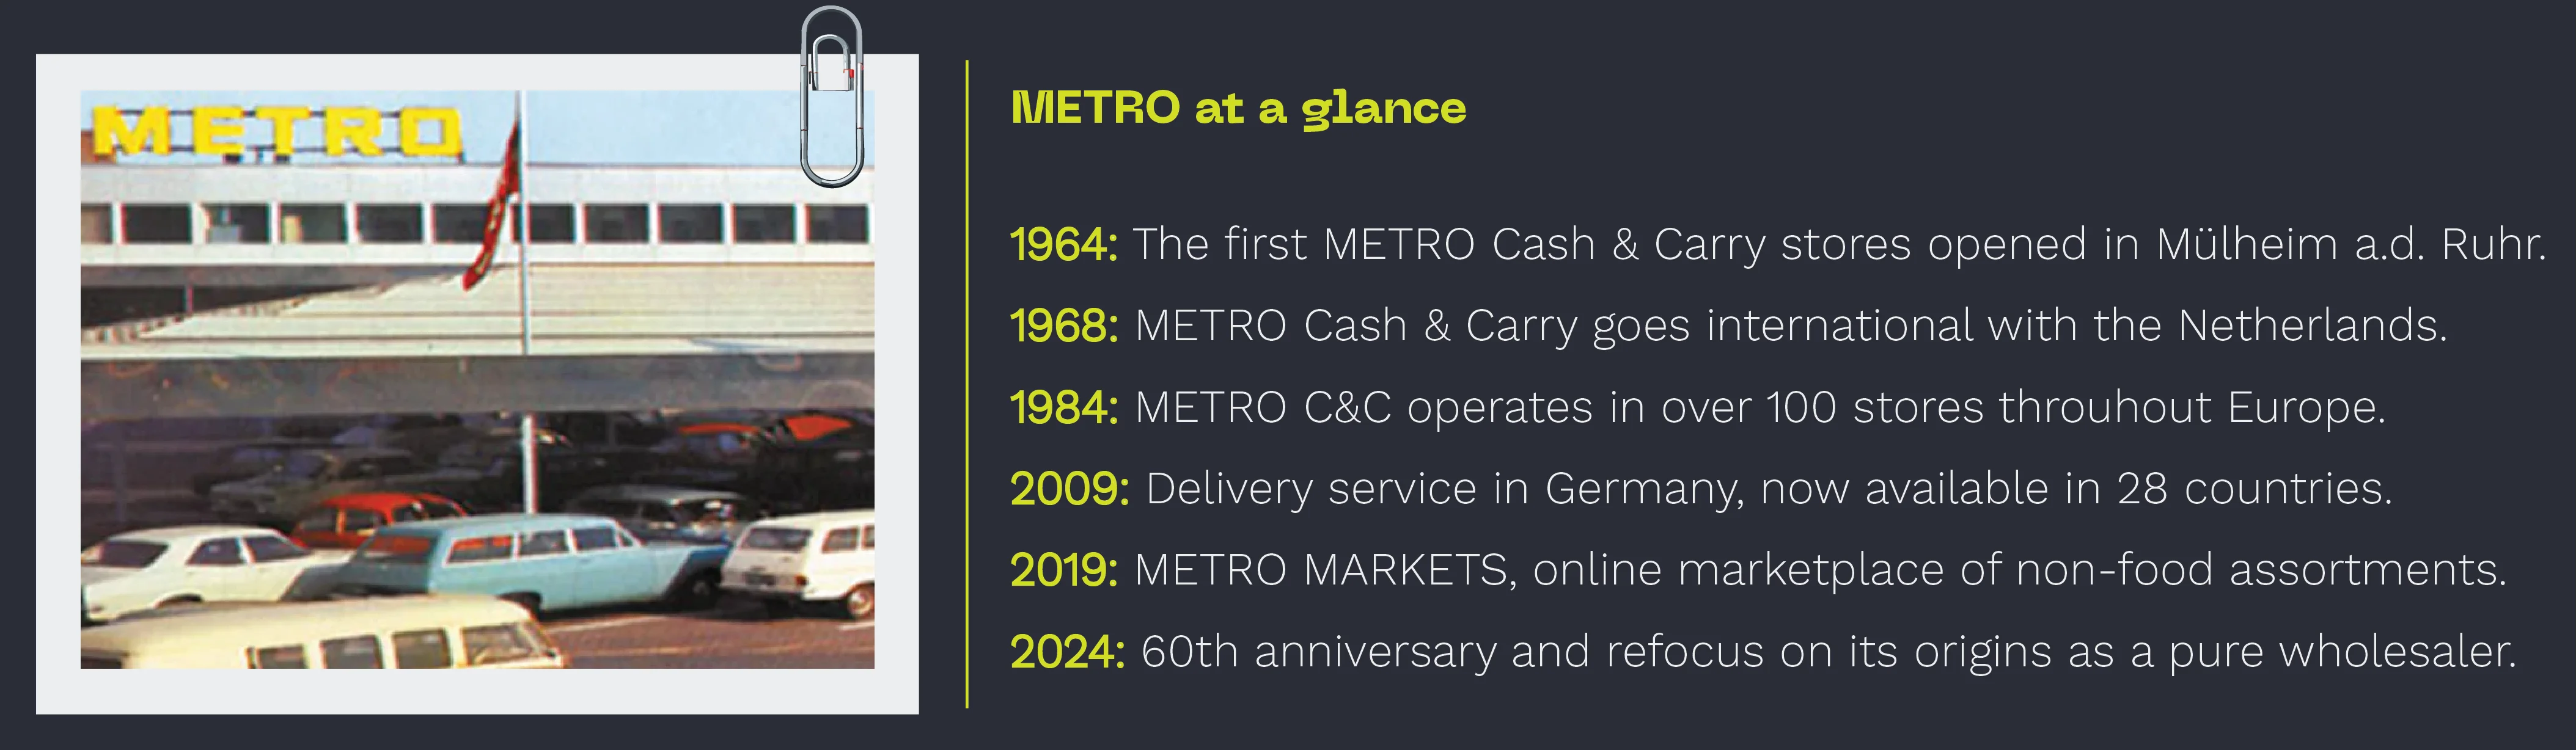 METRO
METRO at a glance
1964: The first METRO Cash & Carry stores opened in Mülheim a.d. Ruhr.
1968: METRO Cash & Carry goes international with the Netherlands.
1984: METRO C&C operates in over 100 stores throuhout Europe.
2009: Delivery service in Germany, now available in 28 countries.
2019: METRO MARKETS, online marketplace of non-food assortments.
2024: 60th anniversary and refocus on its origins as a pure wholesaler.